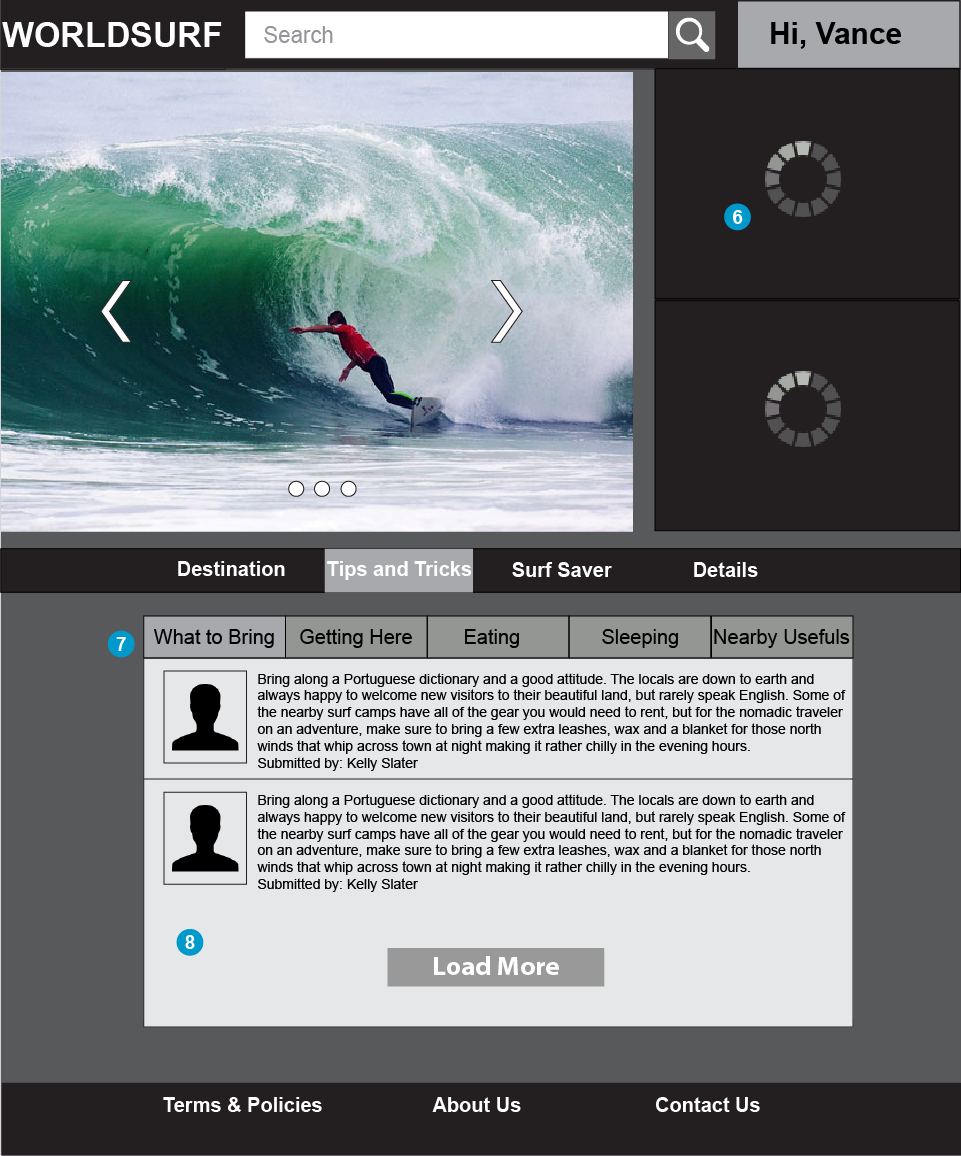 WORLDSURF
Search
Hi, Vance
6
Destination
Tips and Tricks
Surf Saver
Details
7
What to Bring
Getting Here
Eating
Sleeping
Nearby Usefuls
Bring along a Portuguese dictionary and a good attitude. The locals are down to earth and
always happy to welcome new visitors to their beautiful land, but rarely speak English. Some of
the nearby surf camps have all of the gear you would need to rent, but for the nomadic traveler
on an adventure, make sure to bring a few extra leashes, wax and a blanket for those north
winds that whip across town at night making it rather chilly in the evening hours.
Submitted by: Kelly Slater
Bring along a Portuguese dictionary and a good attitude. The locals are down to earth and
always happy to welcome new visitors to their beautiful land, but rarely speak English. Some of
the nearby surf camps have all of the gear you would need to rent, but for the nomadic traveler
on an adventure, make sure to bring a few extra leashes, wax and a blanket for those north
winds that whip across town at night making it rather chilly in the evening hours.
Submitted by: Kelly Slater
8
Load More
Terms & Policies
About Us
Contact Us